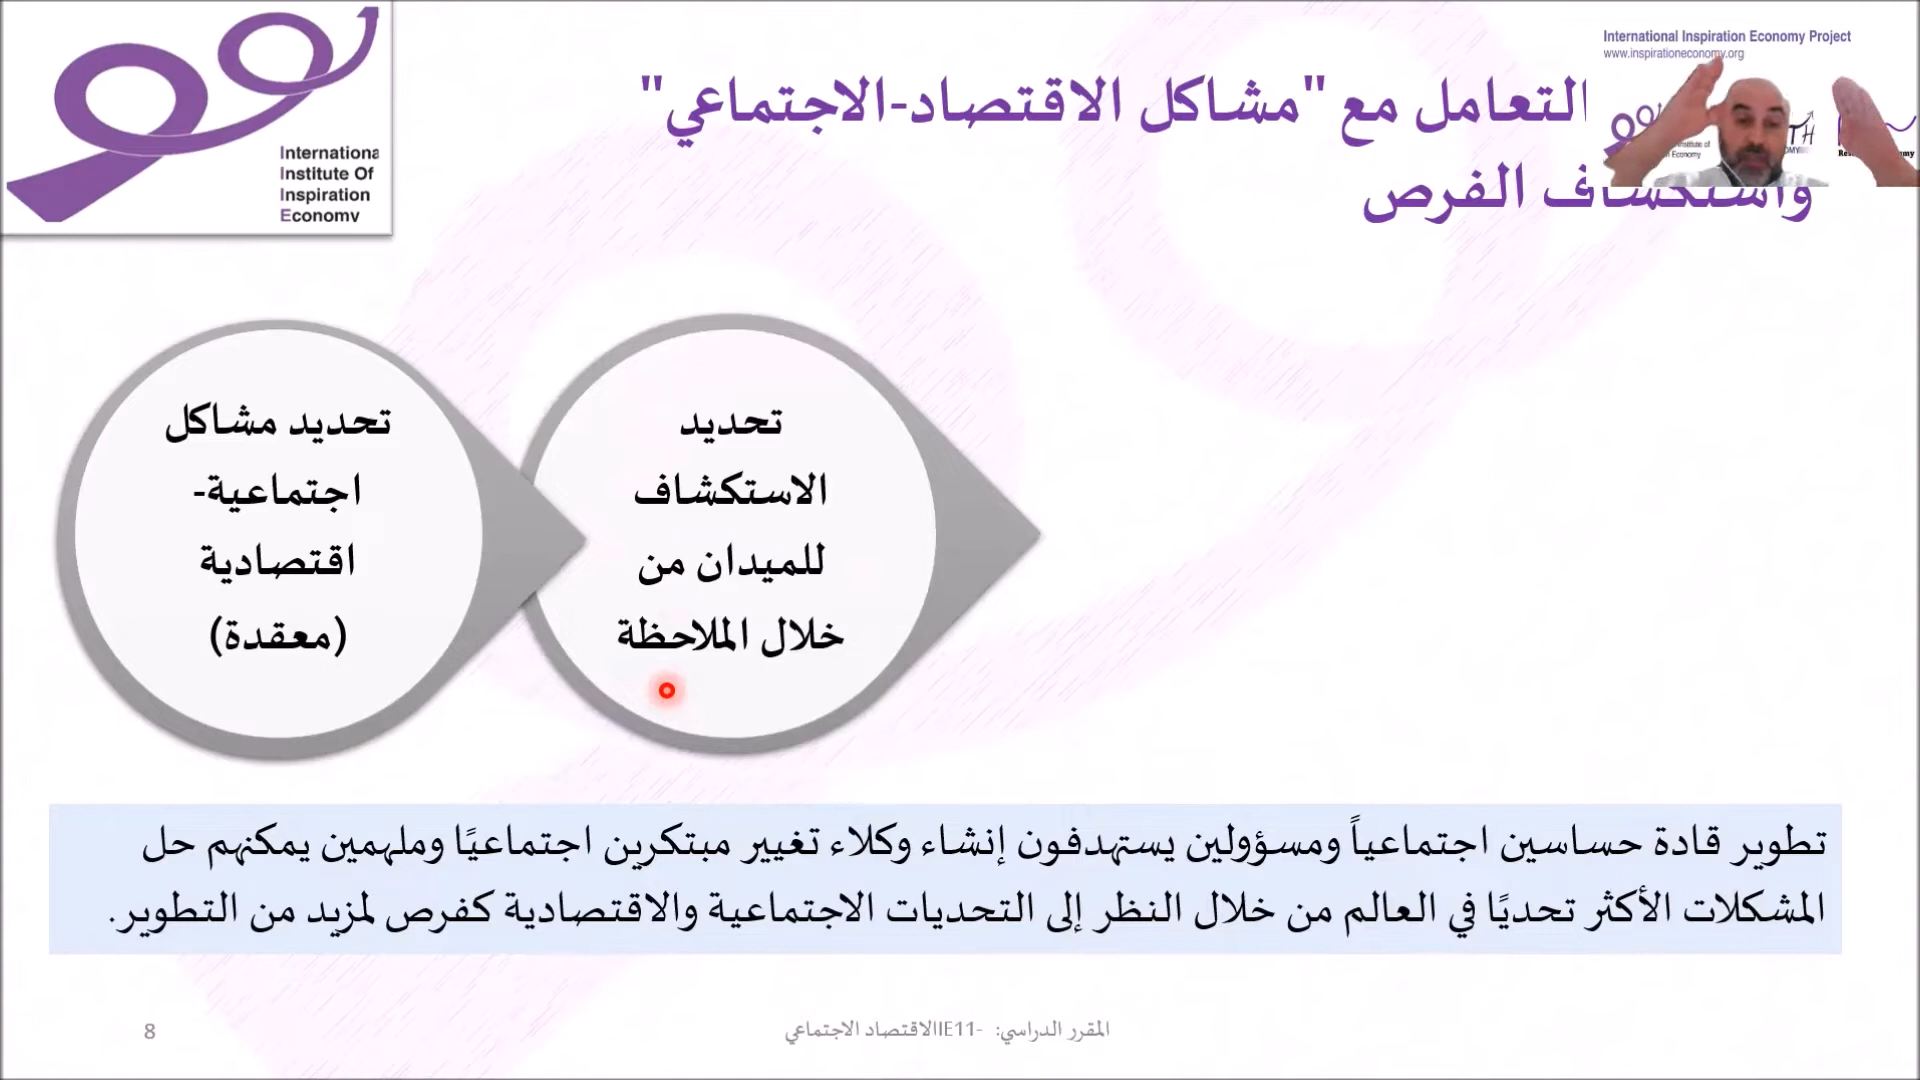 Internationa
Institute Of
Inspiration
Economy
International Inspiration Economy Project
www.inspirationeconomy.org
التعامل مع "مشاكل الاقتصاد-الاجتماعي"
واستكشاف الفرص
تحديد مشاكل
اجتماعية-
اقتصادية
(معقدة)
تحديد
الاستكشاف
للميدان من
خلال الملاحظة
تطوير قادة حساسين اجتماعياً ومسؤولين يستهدفون إنشاء وكلاء تغيير مبتكرين اجتماعيًا وملهمين يمكنهم حل
المشكلات الأكثر تحديًا في العالم من خلال النظر إلى التحديات الاجتماعية والاقتصادية كفرص لمزيد من التطوير.
المقرر الدراسي: -IE11الاقتصاد الاجتماعي
8